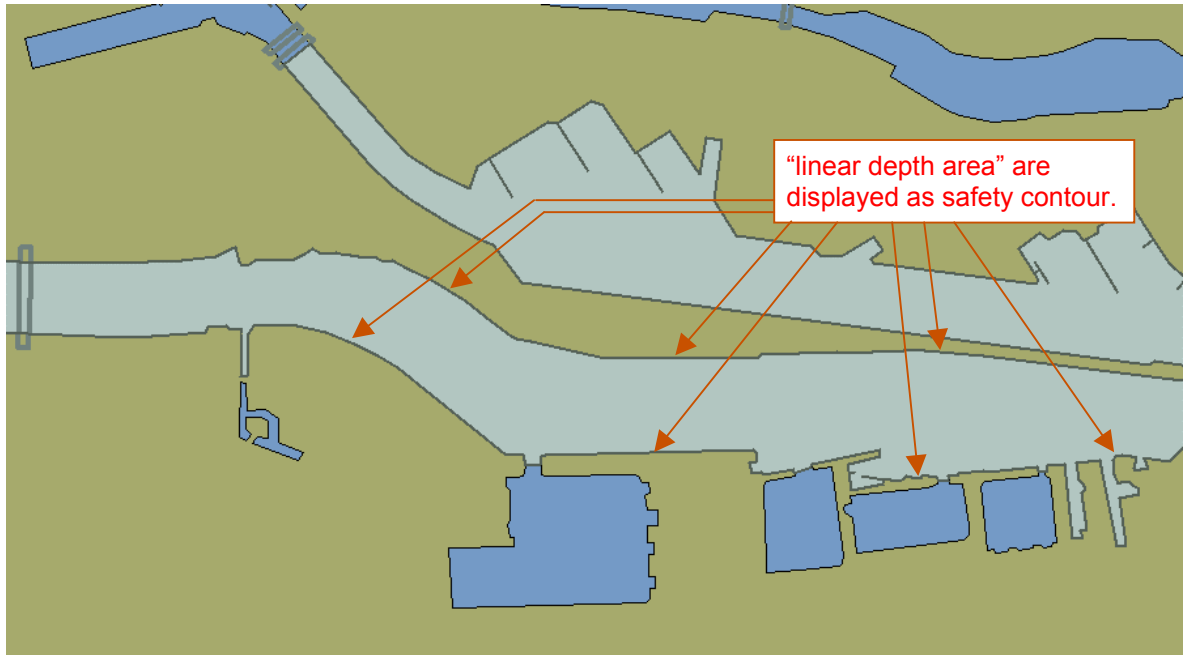 “linear depth area” are
displayed as safety contour.